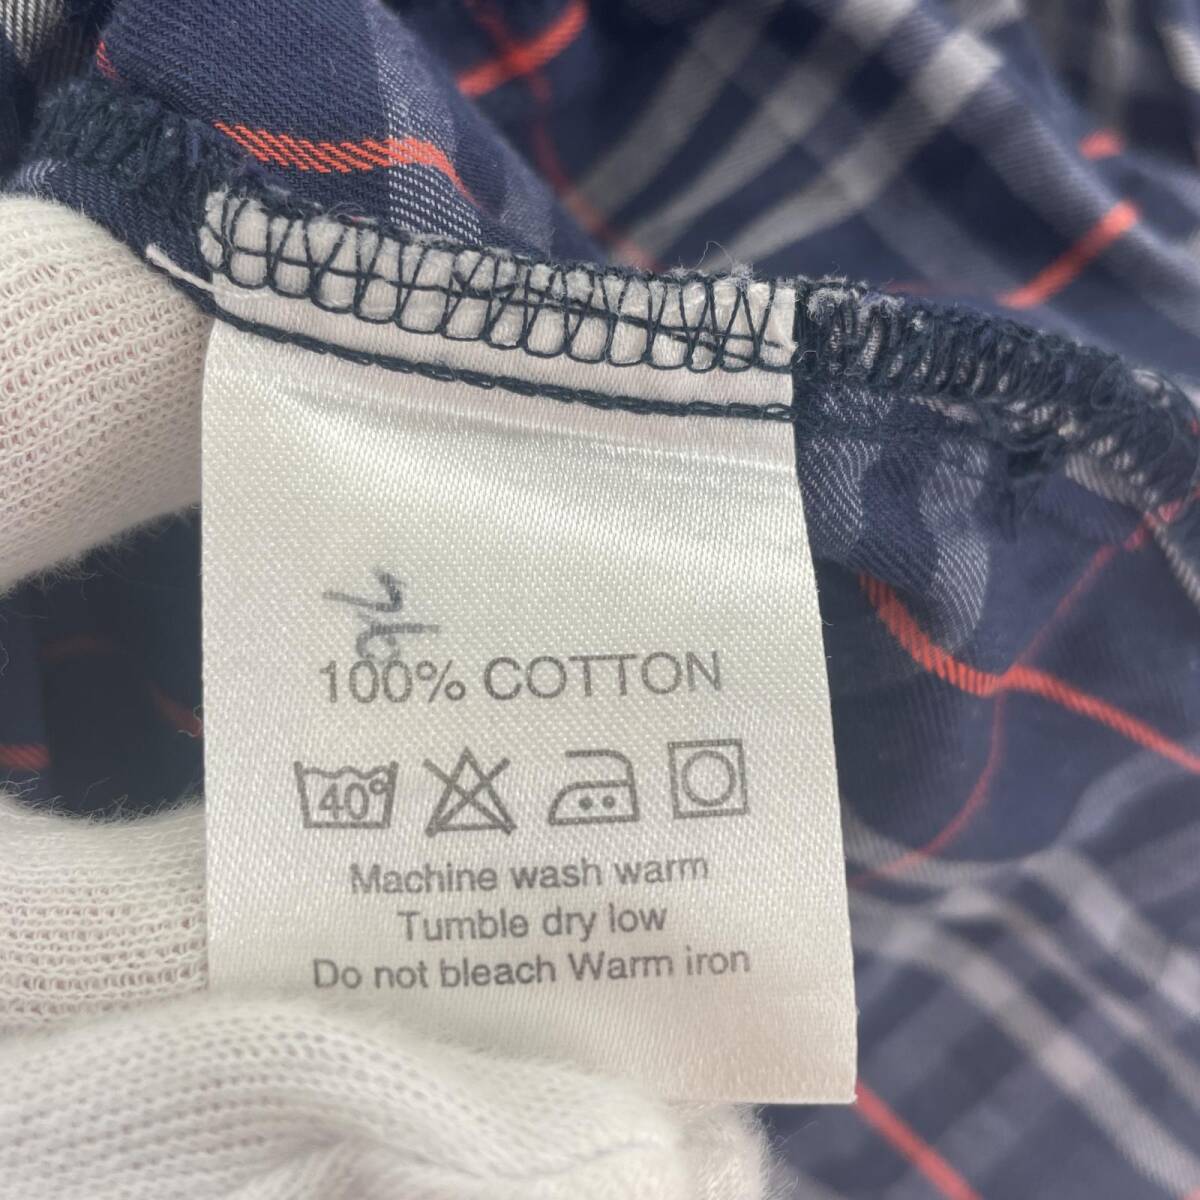 100% COTTON
40°
Machine wash warm
Tumble dry low
Do not bleach Warm iron